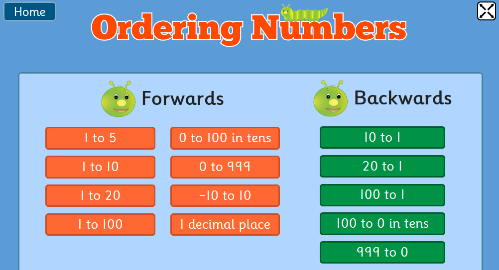 Home
Ordering Numbers
Forwards
1 to 5
0 to 100 in tens
1 to 10
0 to 999
1 to 20
-10 to 10
1 to 100
1 decimal place
Backwards
10 to 1
20 to 1
100 to 1
100 to 0 in tens
999 to 0